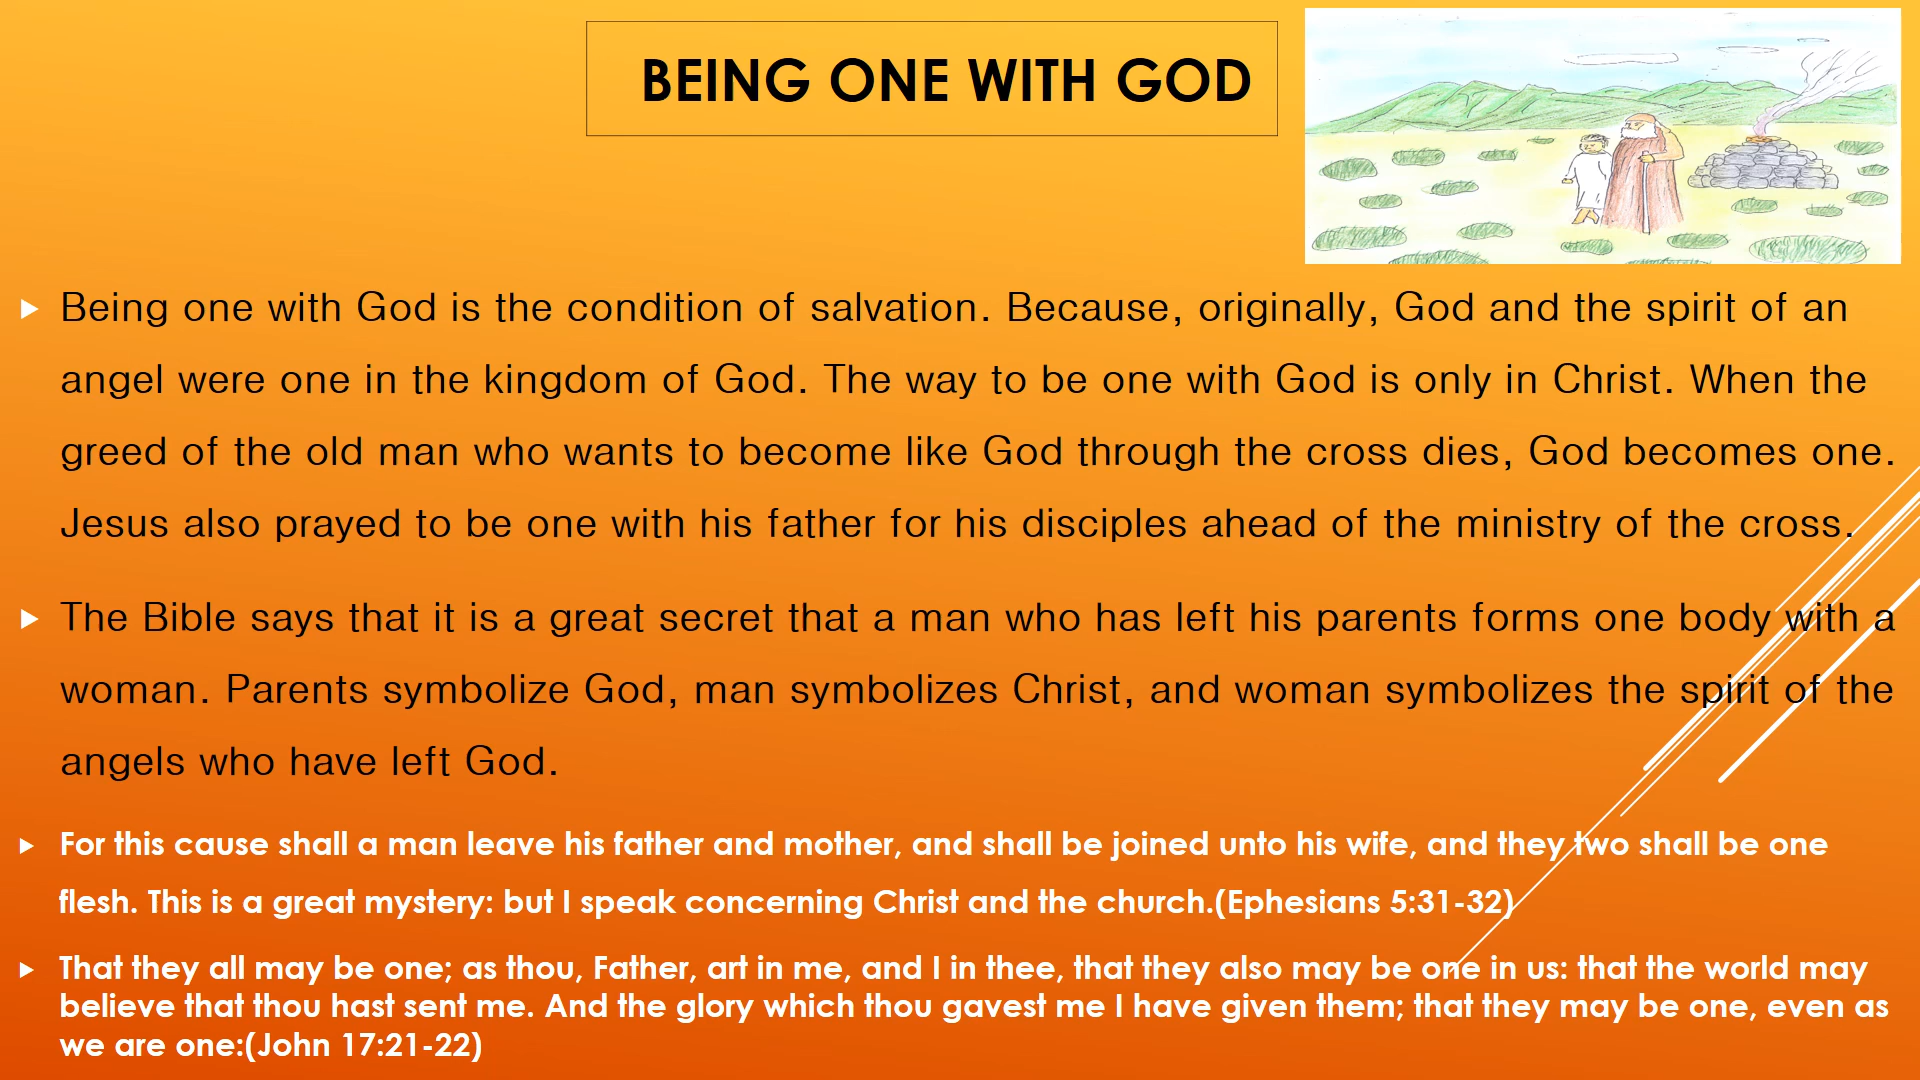 BEING ONE WITH GOD
Being one with God is the condition of salvation. Because, originally, God and the spirit of an
angel were one in the kingdom of God. The way to be one with God is only in Christ. When the
greed of the old man who wants to become like God through the cross dies, God becomes one.
Jesus also prayed to be one with his father for his disciples ahead of the ministry of the cross.
The Bible says that it is a great secret that a man who has left his parents forms one body with a
woman. Parents symbolize God, man symbolizes Christ, and woman symbolizes the spirit of the
angels who have left God.
For this cause shall a man leave his father and mother, and shall be joined unto his wife, and they two shall be one
flesh. This is a great mystery: but I speak concerning Christ and the church.(Ephesians 5:31-32)
That they all may be one; as thou, Father, art in me, and I in thee, that they also may be one in us: that the world may
believe that thou hast sent me. And the glory which thou gavest me I have given them; that they may be one, even as
we are one:(John 17:21-22)